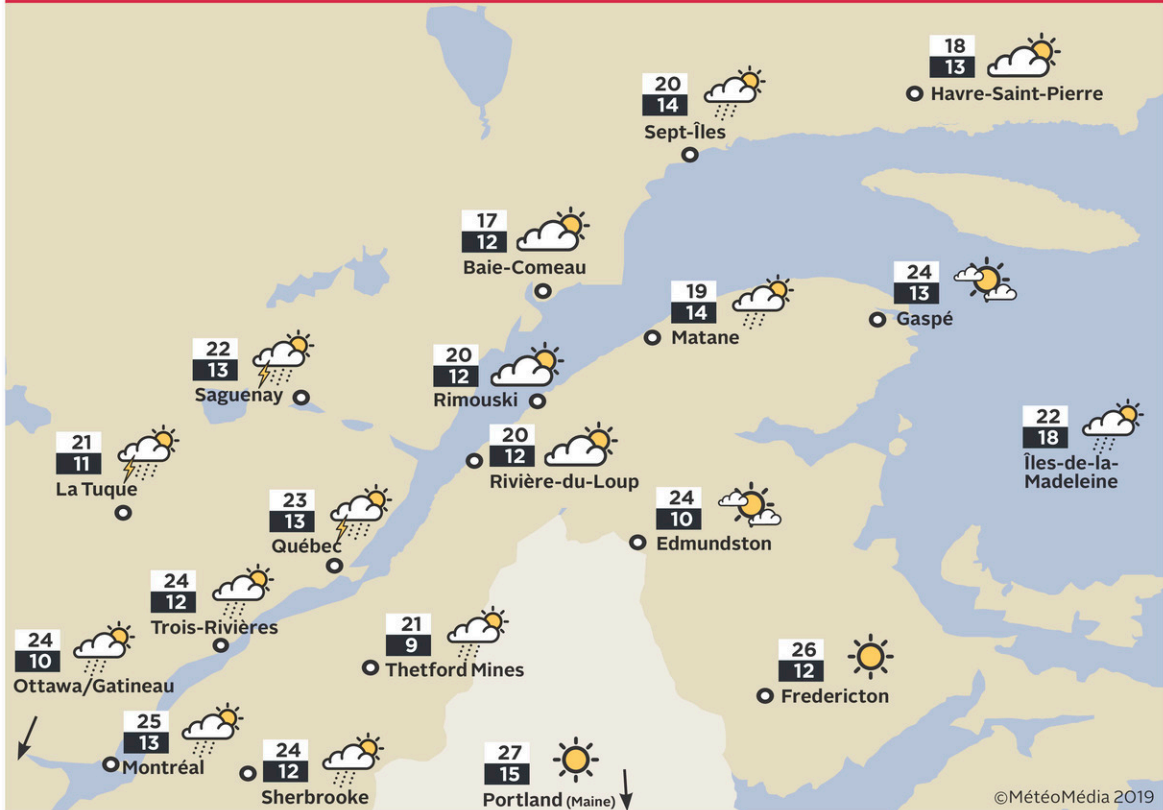 18
13
Havre-Saint-Pierre
20
14
Sept-Îles
17
12
Baie-Comeau
24
13
Gaspé
19
14
Matane
22
13
Saguenay
20
12
Rimouski
22
18
Îles-de-la-
Madeleine
21
11
La Tuque
20
12
Rivière-du-Loup
23
13
Québec
24
10
Edmundston
24
12
Trois-Rivières
24
10
Ottawa/Gatineau
21
9
Thetford Mines
26
12
Fredericton
25
13
Montréal
24
12
Sherbrooke
27
15
Portland (Maine)
©MétéoMédia 2019